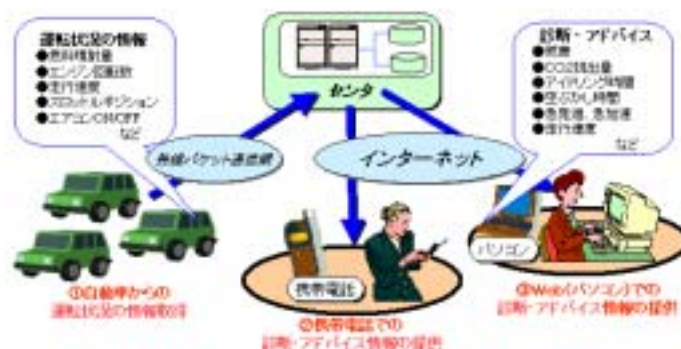 運転状況の情報
●燃料噴射量
●エンジン回転数
●走行速度
●スロットルポジション
●エアコンON/OFF
など
センタ
診断・アドバイス
●燃費
●CO2排出量
●アイドリング時間
●空ぶかし時間
●急発進、急加速
●走行速度
など
無線パケット通信網
インターネット
携帯電話
パソコン
①自動車からの
運転状況の情報取得
②携帯電話での
診断・アドバイス情報の提供
③Web(パソコン)での
診断・アドバイス情報の提供